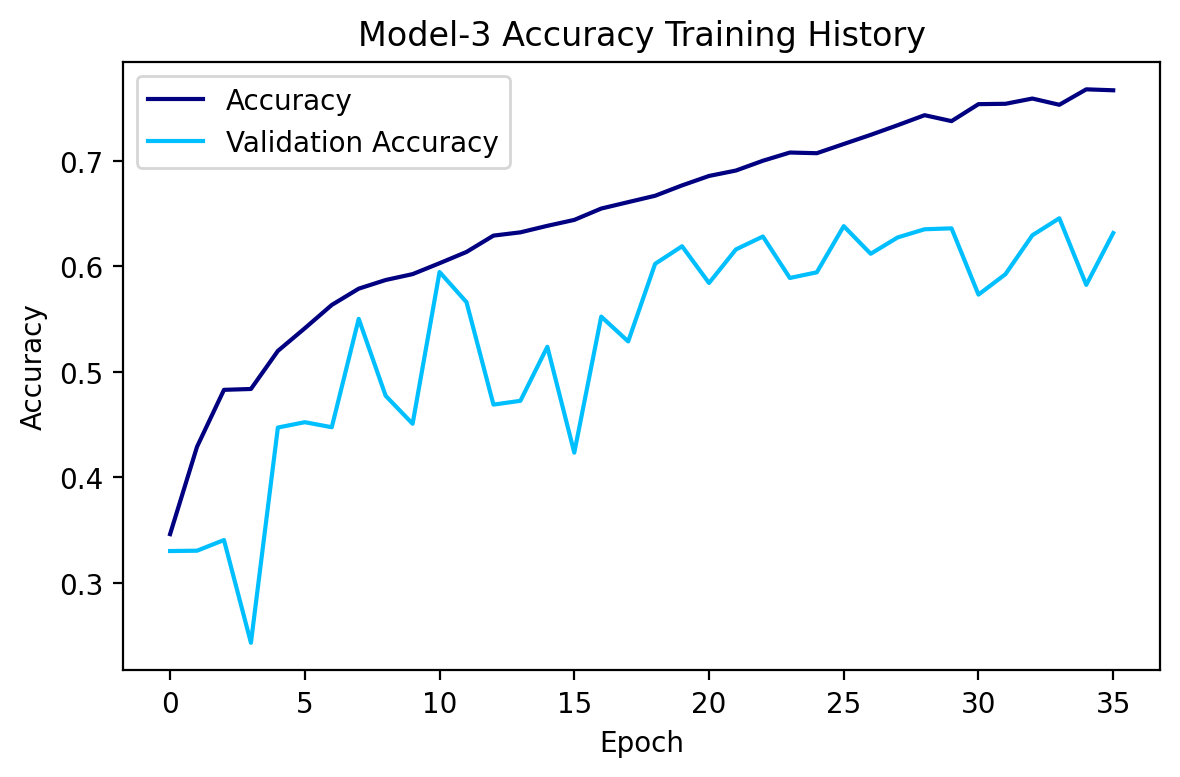 Model-3 Accuracy Training History
Accuracy
Validation Accuracy
Accuracy
0.7
0.6
0.5
0.4
0.3
0 5 10 15 20 25 30 35
Epoch